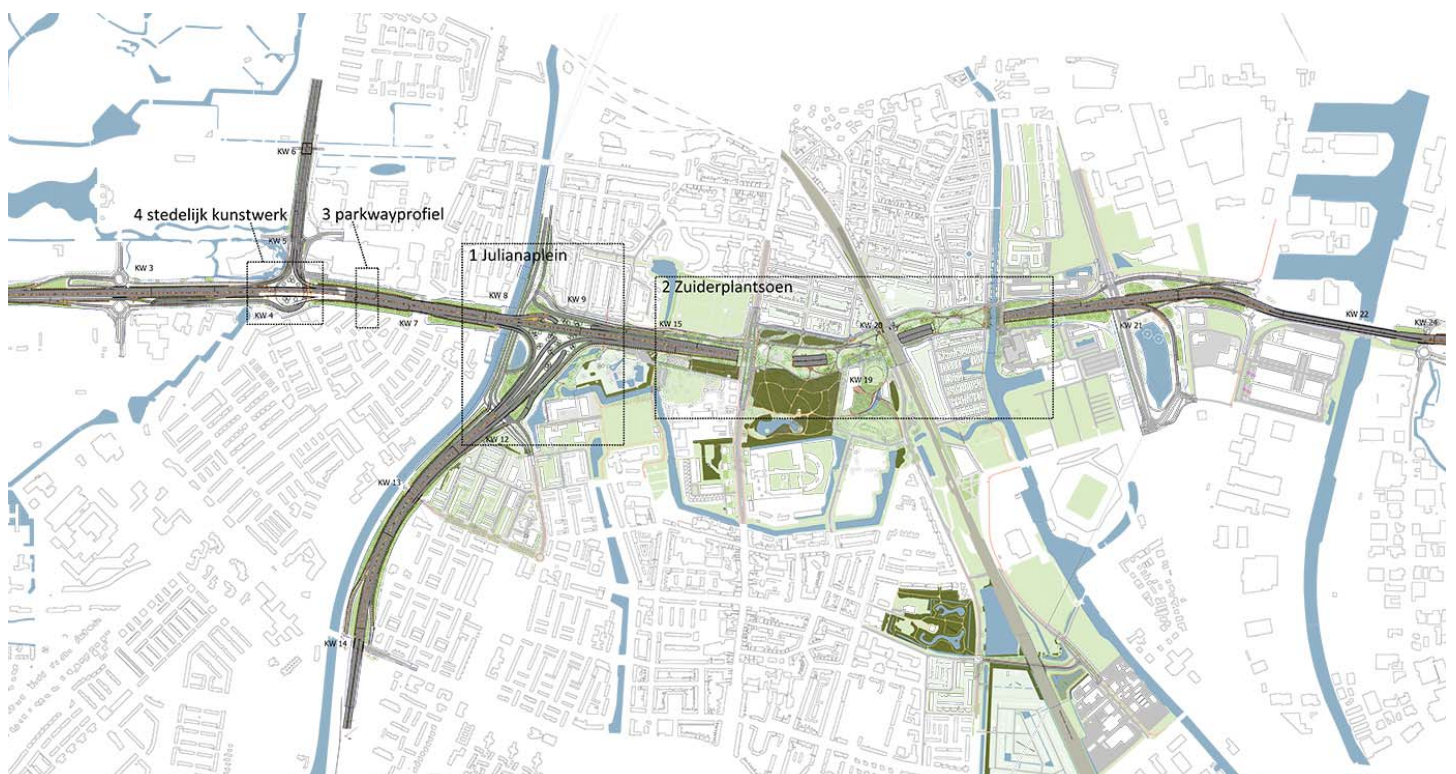 KW 6
4 stedelijk kunstwerk
3 parkwayprofiel
KW 5
KW 3
1 Julianaplein
2 Zuiderplantsoen
KW 4
KW 7
KW 8
KW 9
KW 15
KW 20
KW 21
KW 22
KW 24
KW 19
KW 12
KW 13
KW 14